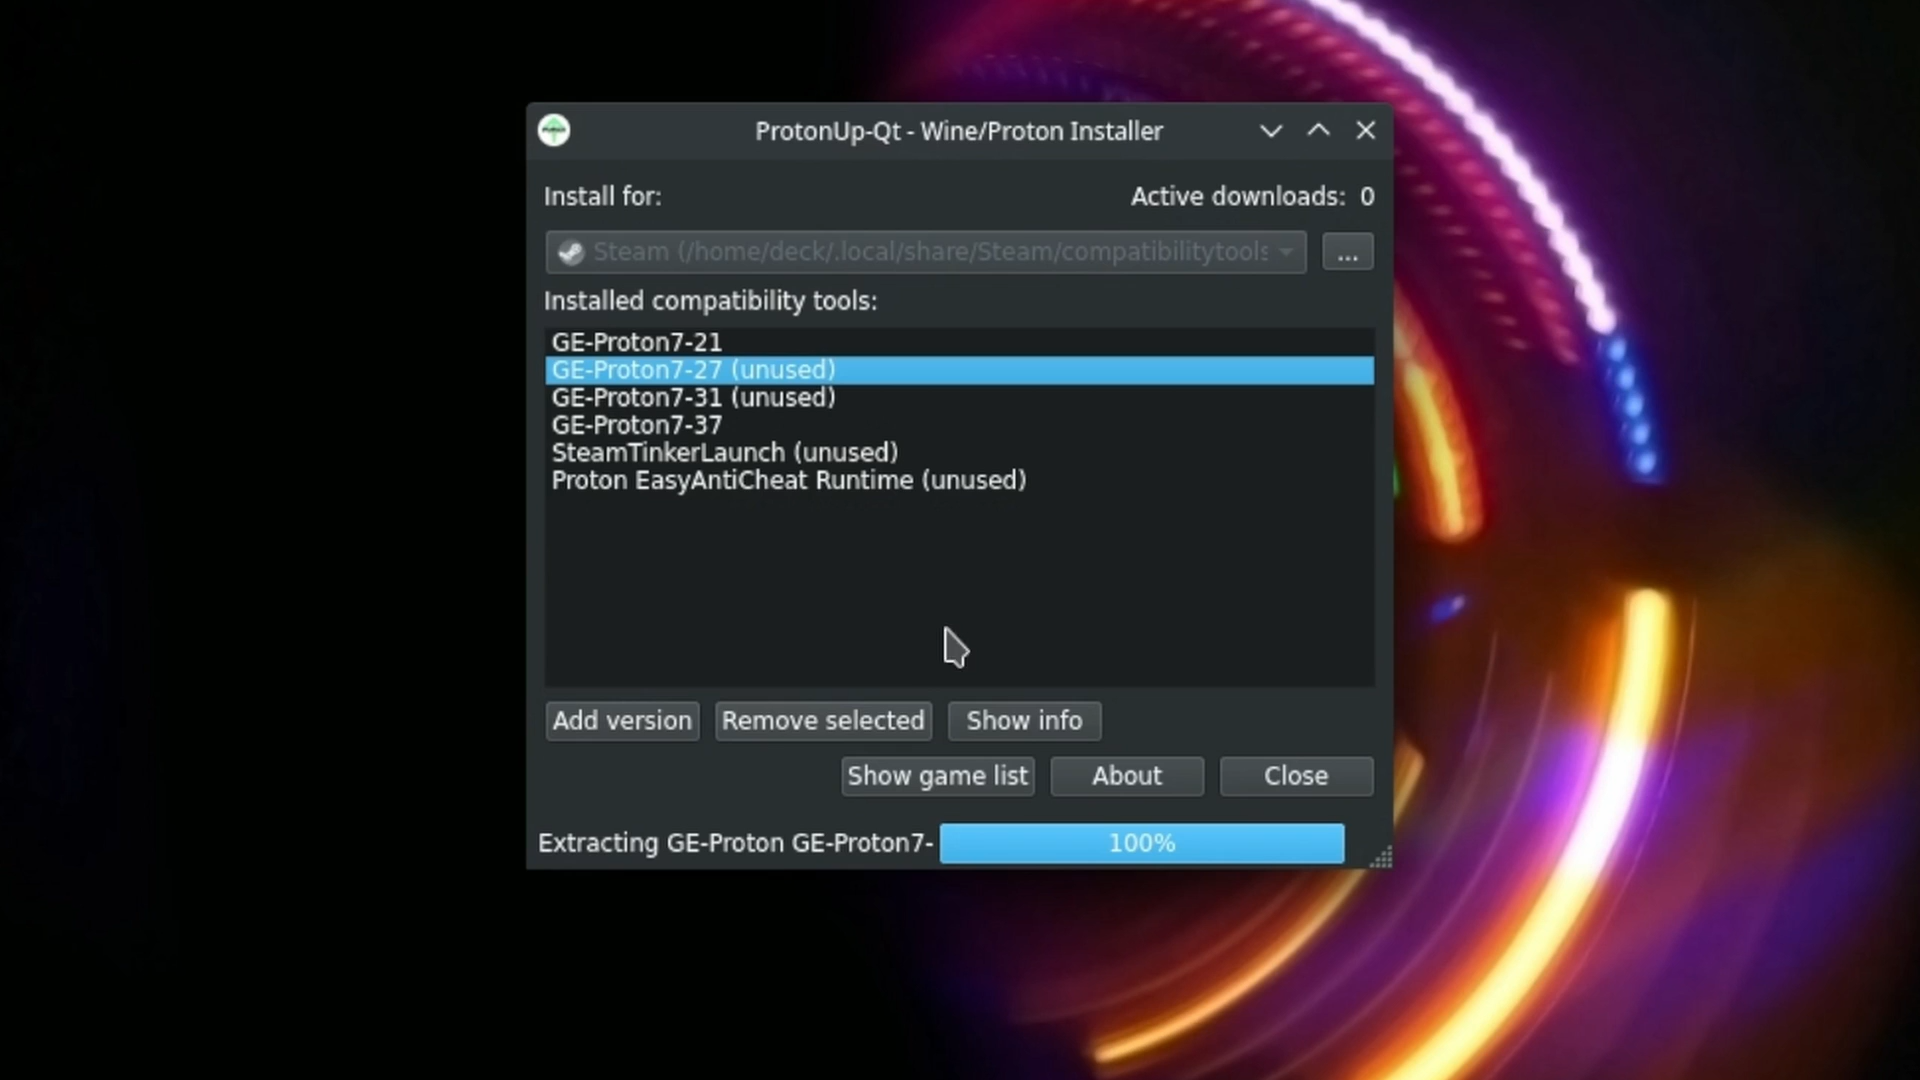 ProtonUp-Qt - Wine/Proton Installer
Install for:
Active downloads: 0
Steam (/home/deck/.local/share/Steam/compatibilitytools
...
Installed compatibility tools:
GE-Proton7-21
GE-Proton7-27 (unused)
GE-Proton7-31 (unused)
GE-Proton7-37
SteamTinkerLaunch (unused)
Proton EasyAntiCheat Runtime (unused)
Add version
Remove selected
Show info
Show game list
About
Close
Extracting GE-Proton GE-Proton7-
100%